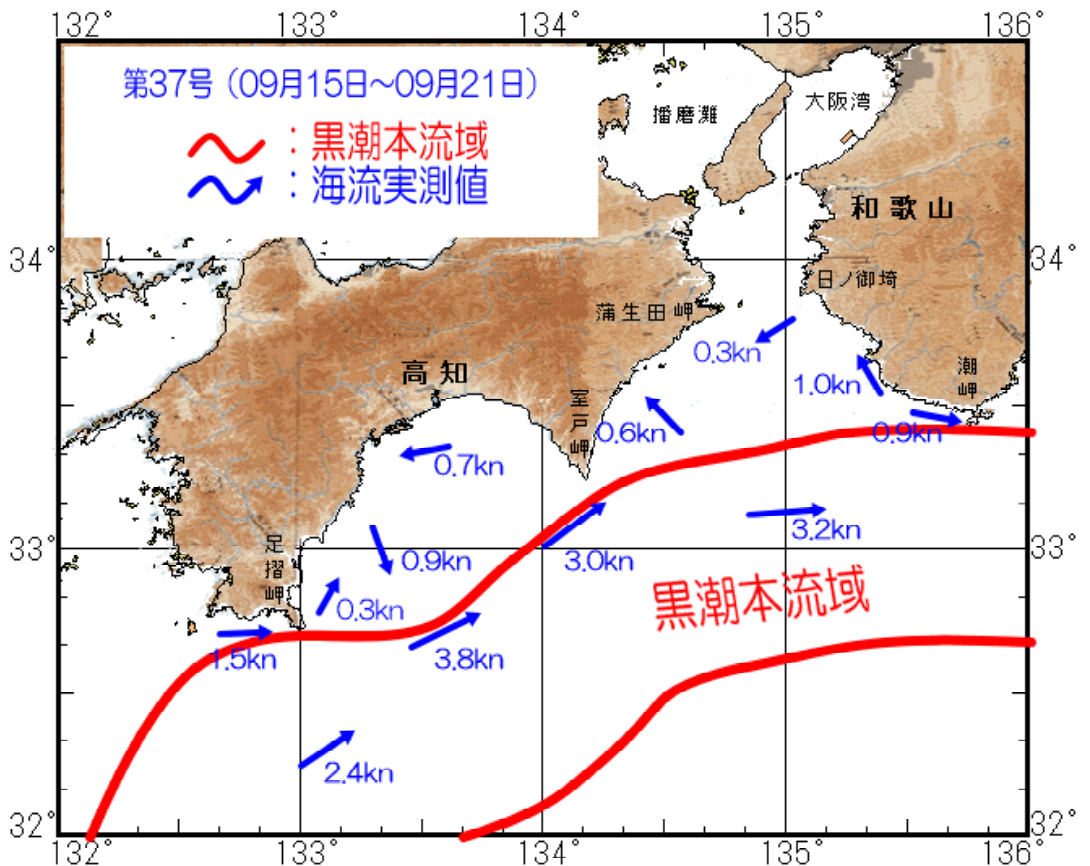 132° 133° 134° 135° 136°
第37号（09月15日～09月21日）
：黒潮本流域
：海流実測値
播磨灘
大阪湾
和歌山
34° 34°
日ノ御埼
蒲生田岬
0.3kn
高知
潮岬
室戸岬
1.0kn
0.6kn
0.9kn
0.7kn
3.2kn
33° 33°
足摺岬
0.9kn
3.0kn
黒潮本流域
0.3kn
1.5kn
3.8kn
2.4kn
32° 32°
132° 133° 134° 135° 136°